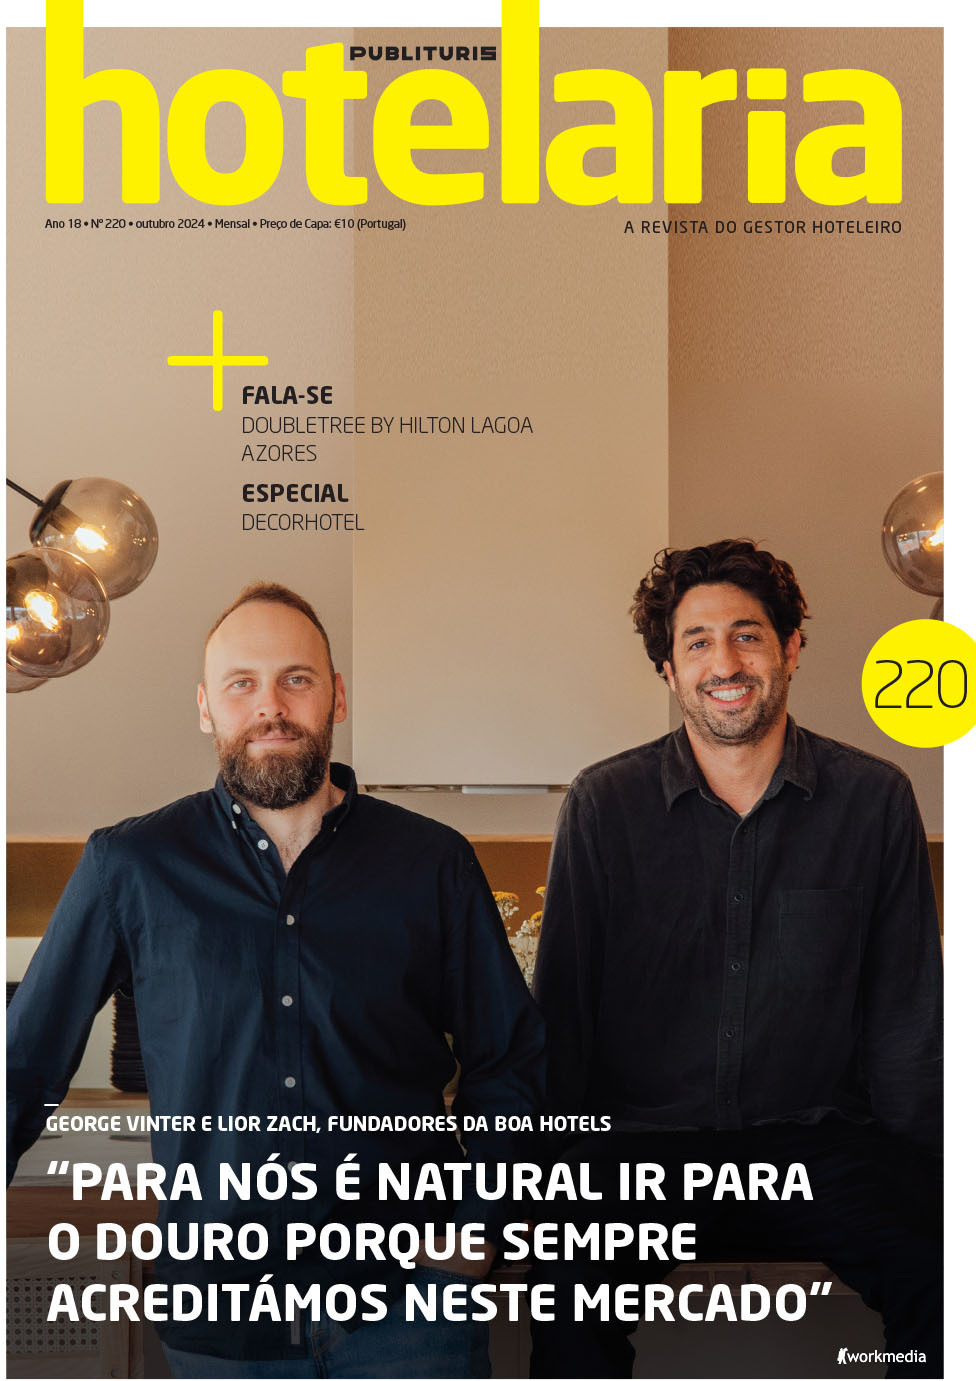 PUBLITURIS
hotelaria
Ano 18 • Nº 220 • outubro 2024 • Mensal • Preço de Capa: €10 (Portugal)
A REVISTA DO GESTOR HOTELEIRO
FALA-SE
DOUBLETREE BY HILTON LAGOA
AZORES
ESPECIAL
DECORHOTEL
220
GEORGE VINTER E LIOR ZACH, FUNDADORES DA BOA HOTELS
“PARA NÓS É NATURAL IR PARA
O DOURO PORQUE SEMPRE
ACREDITÁMOS NESTE MERCADO”
workmedia